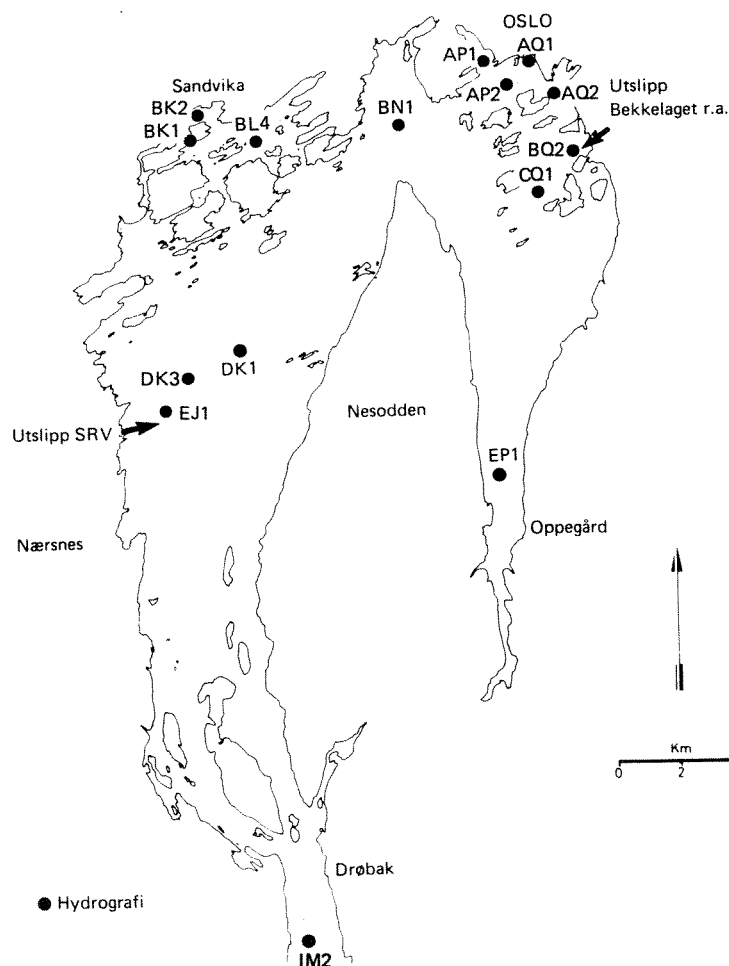 OSLO
AP1
AQ1
Sandvika
AP2
AQ2
Utslipp
Bekkelaget r.a.
BK2
BK1
BL4
BN1
BQ2
CQ1
DK1
DK3
EJ1
Utslipp SRV
Nesodden
EP1
Oppegård
Nærsnes
Km
0
2
Drøbak
Hydrografi
IM2